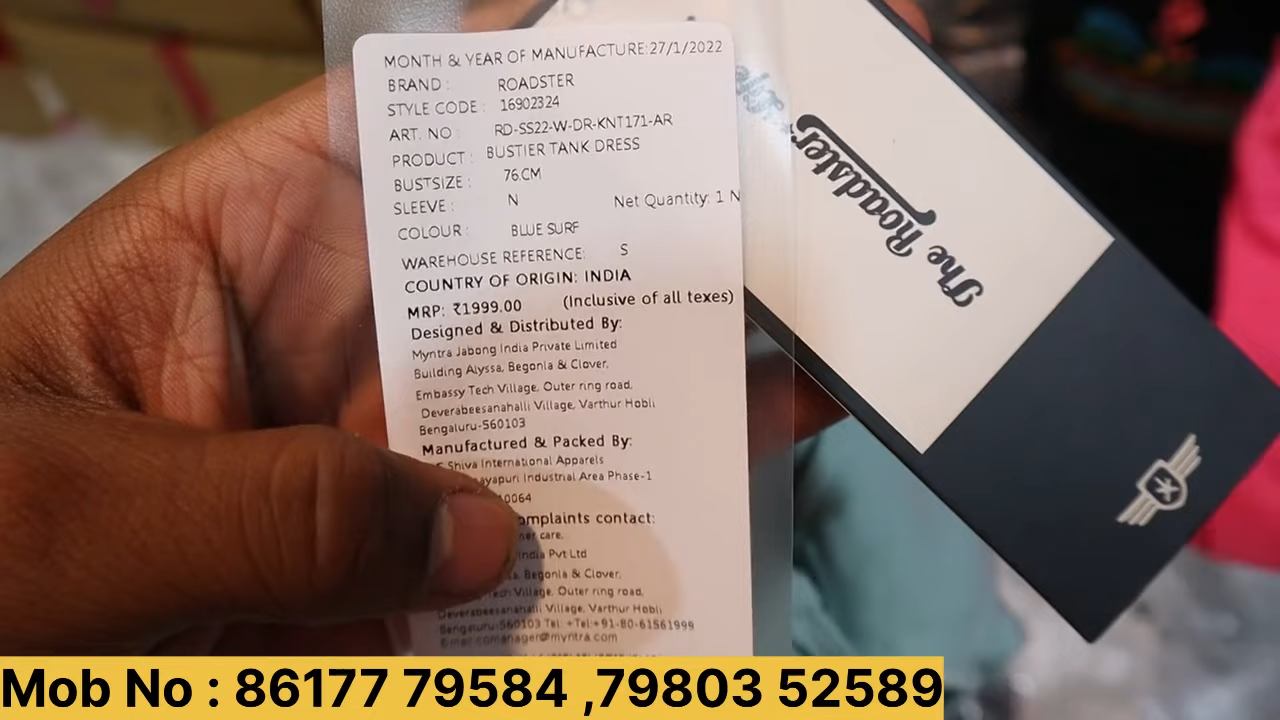 MONTH & YEAR OF MANUFACTURE:27/1/2022
BRAND : ROADSTER
STYLE CODE : 16902324
ART. NO : RD-SS22-W-DR-KNT171-AR
PRODUCT : BUSTIER TANK DRESS
BUSTSIZE : 76.CM
SLEEVE : N Net Quantity: 1 N
COLOUR : BLUE SURF
WAREHOUSE REFERENCE: S
COUNTRY OF ORIGIN: INDIA
MRP: ₹1999.00 (Inclusive of all texes)
Designed & Distributed By:
Myntra Jabong India Private Limited
Building Alyssa, Begonia & Clover,
Embassy Tech Village, Outer ring road,
Deverabeesanahalli Village, Varthur Hobli
Bengaluru-560103
Manufactured & Packed By:
Shiva International Apparels
Industrial Area Phase-1
contact:
care.
India Pvt Ltd
Begonia & Clover,
Village, Outer ring road,
Deverabeesanahalli Village, Varthur Hobli
Bengaluru-560103 Tel: +Tel:+91-80-61561999
Email:comanager@myntra.com
The Roadster
Mob No : 86177 79584 ,79803 52589